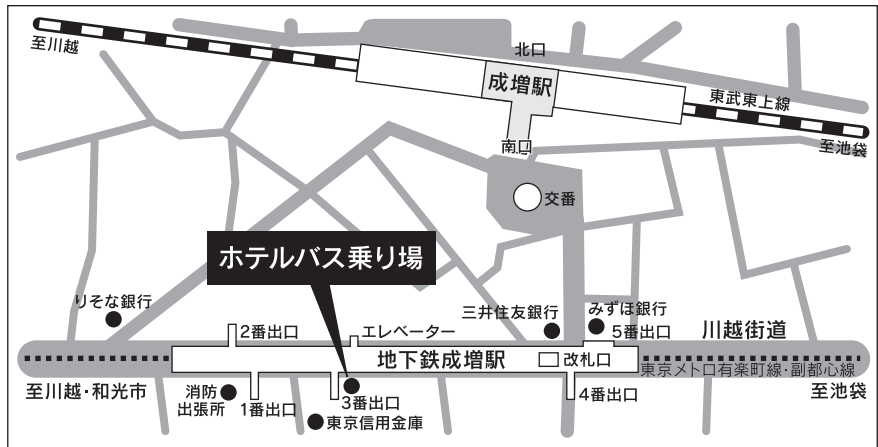 至川越
北口
成増駅
東武東上線
至池袋
南口
交番
ホテルバス乗り場
りそな銀行
三井住友銀行
みずほ銀行
2番出口
エレベーター
5番出口
川越街道
地下鉄成増駅
改札口
東京メトロ有楽町線・副都心線
至川越・和光市
至池袋
消防
出張所
1番出口
3番出口
4番出口
東京信用金庫